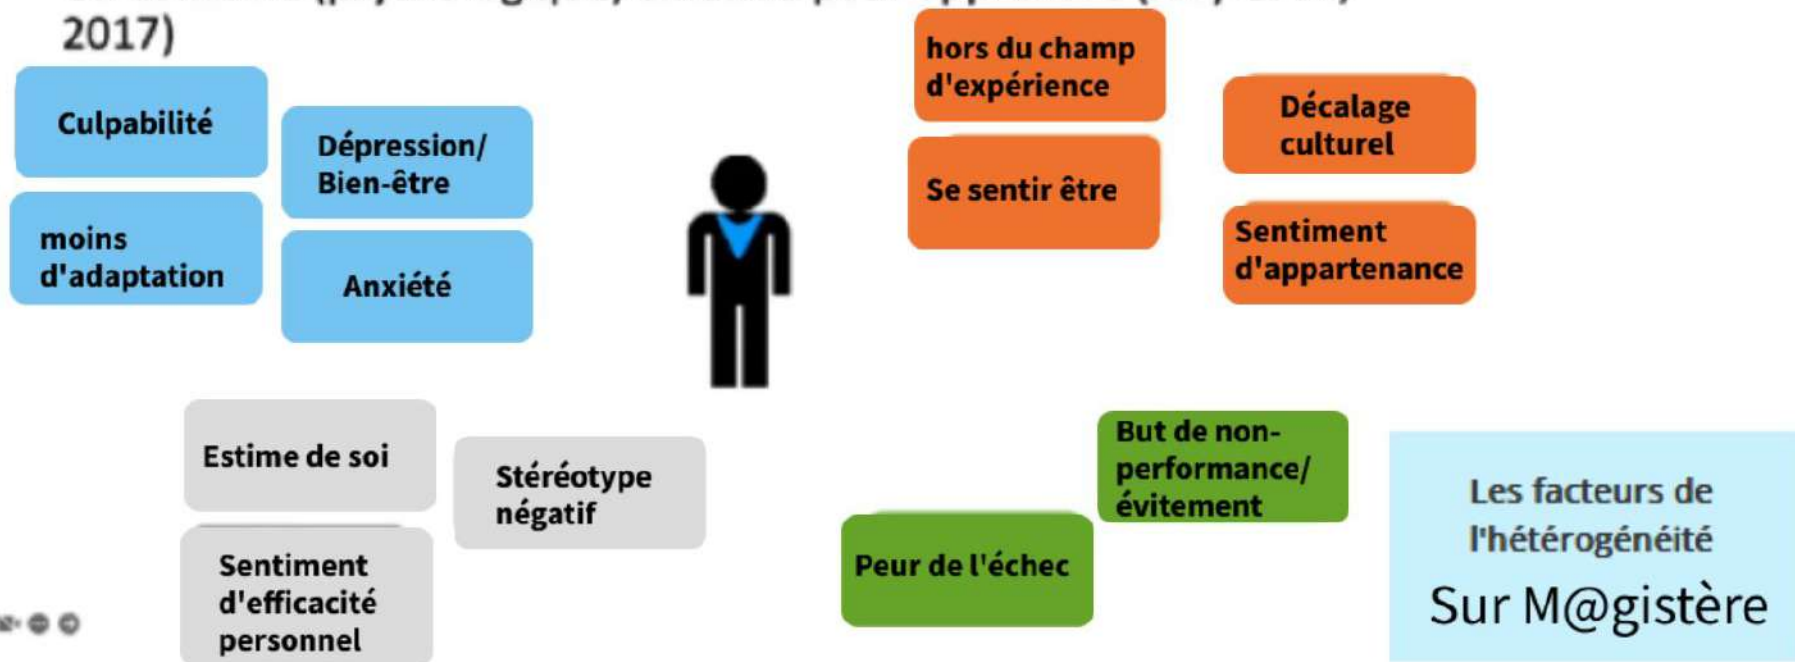 2017)
Culpabilité
Dépression/
Bien-être
moins
d'adaptation
Anxiété
hors du champ
d'expérience
Décalage
culturel
Se sentir être
Sentiment
d'appartenance
Estime de soi
Stéréotype
négatif
Sentiment
d'efficacité
personnel
But de non-
performance/
évitement
Peur de l'échec
Les facteurs de
l'hétérogénéité
Sur M@gistère